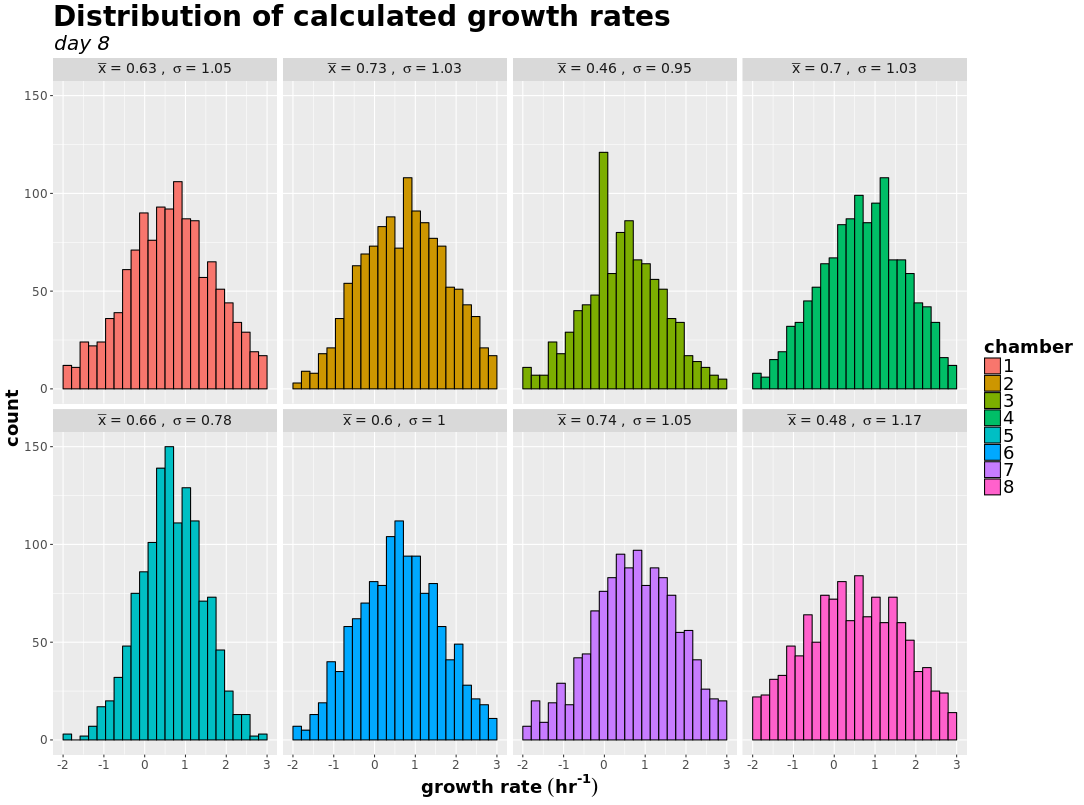 Distribution of calculated growth rates
day 8
x̅ = 0.63 , σ = 1.05
x̅ = 0.73 , σ = 1.03
x̅ = 0.46 , σ = 0.95
x̅ = 0.7 , σ = 1.03
150
100
50
0
x̅ = 0.66 , σ = 0.78
x̅ = 0.6 , σ = 1
x̅ = 0.74 , σ = 1.05
x̅ = 0.48 , σ = 1.17
150
100
50
0
-2 -1 0 1 2 3
-2 -1 0 1 2 3
-2 -1 0 1 2 3
-2 -1 0 1 2 3
count
growth rate (hr⁻¹)
chamber
1
2
3
4
5
6
7
8